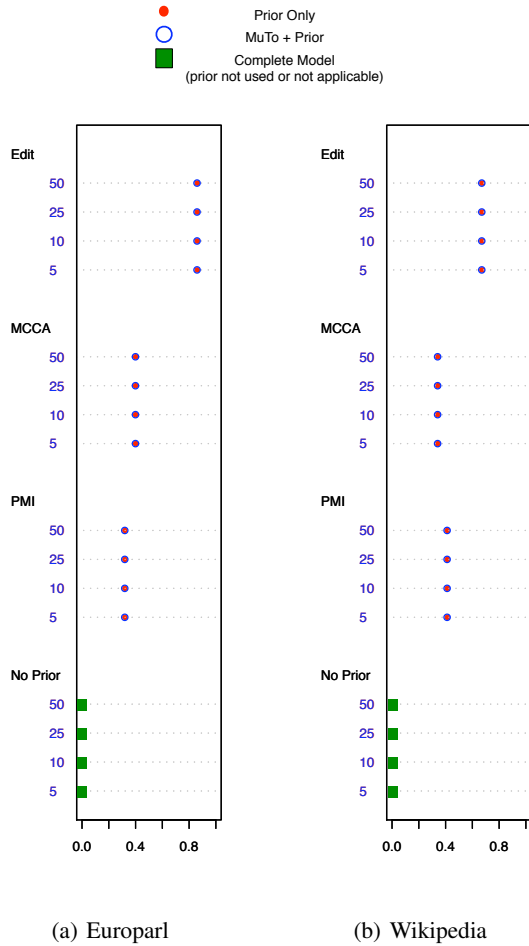 Prior Only
MuTo + Prior
Complete Model
(prior not used or not applicable)
Edit
50
25
10
5
MCCA
50
25
10
5
PMI
50
25
10
5
No Prior
50
25
10
5
0.0 0.4 0.8
(a) Europarl
Edit
50
25
10
5
MCCA
50
25
10
5
PMI
50
25
10
5
No Prior
50
25
10
5
0.0 0.4 0.8
(b) Wikipedia